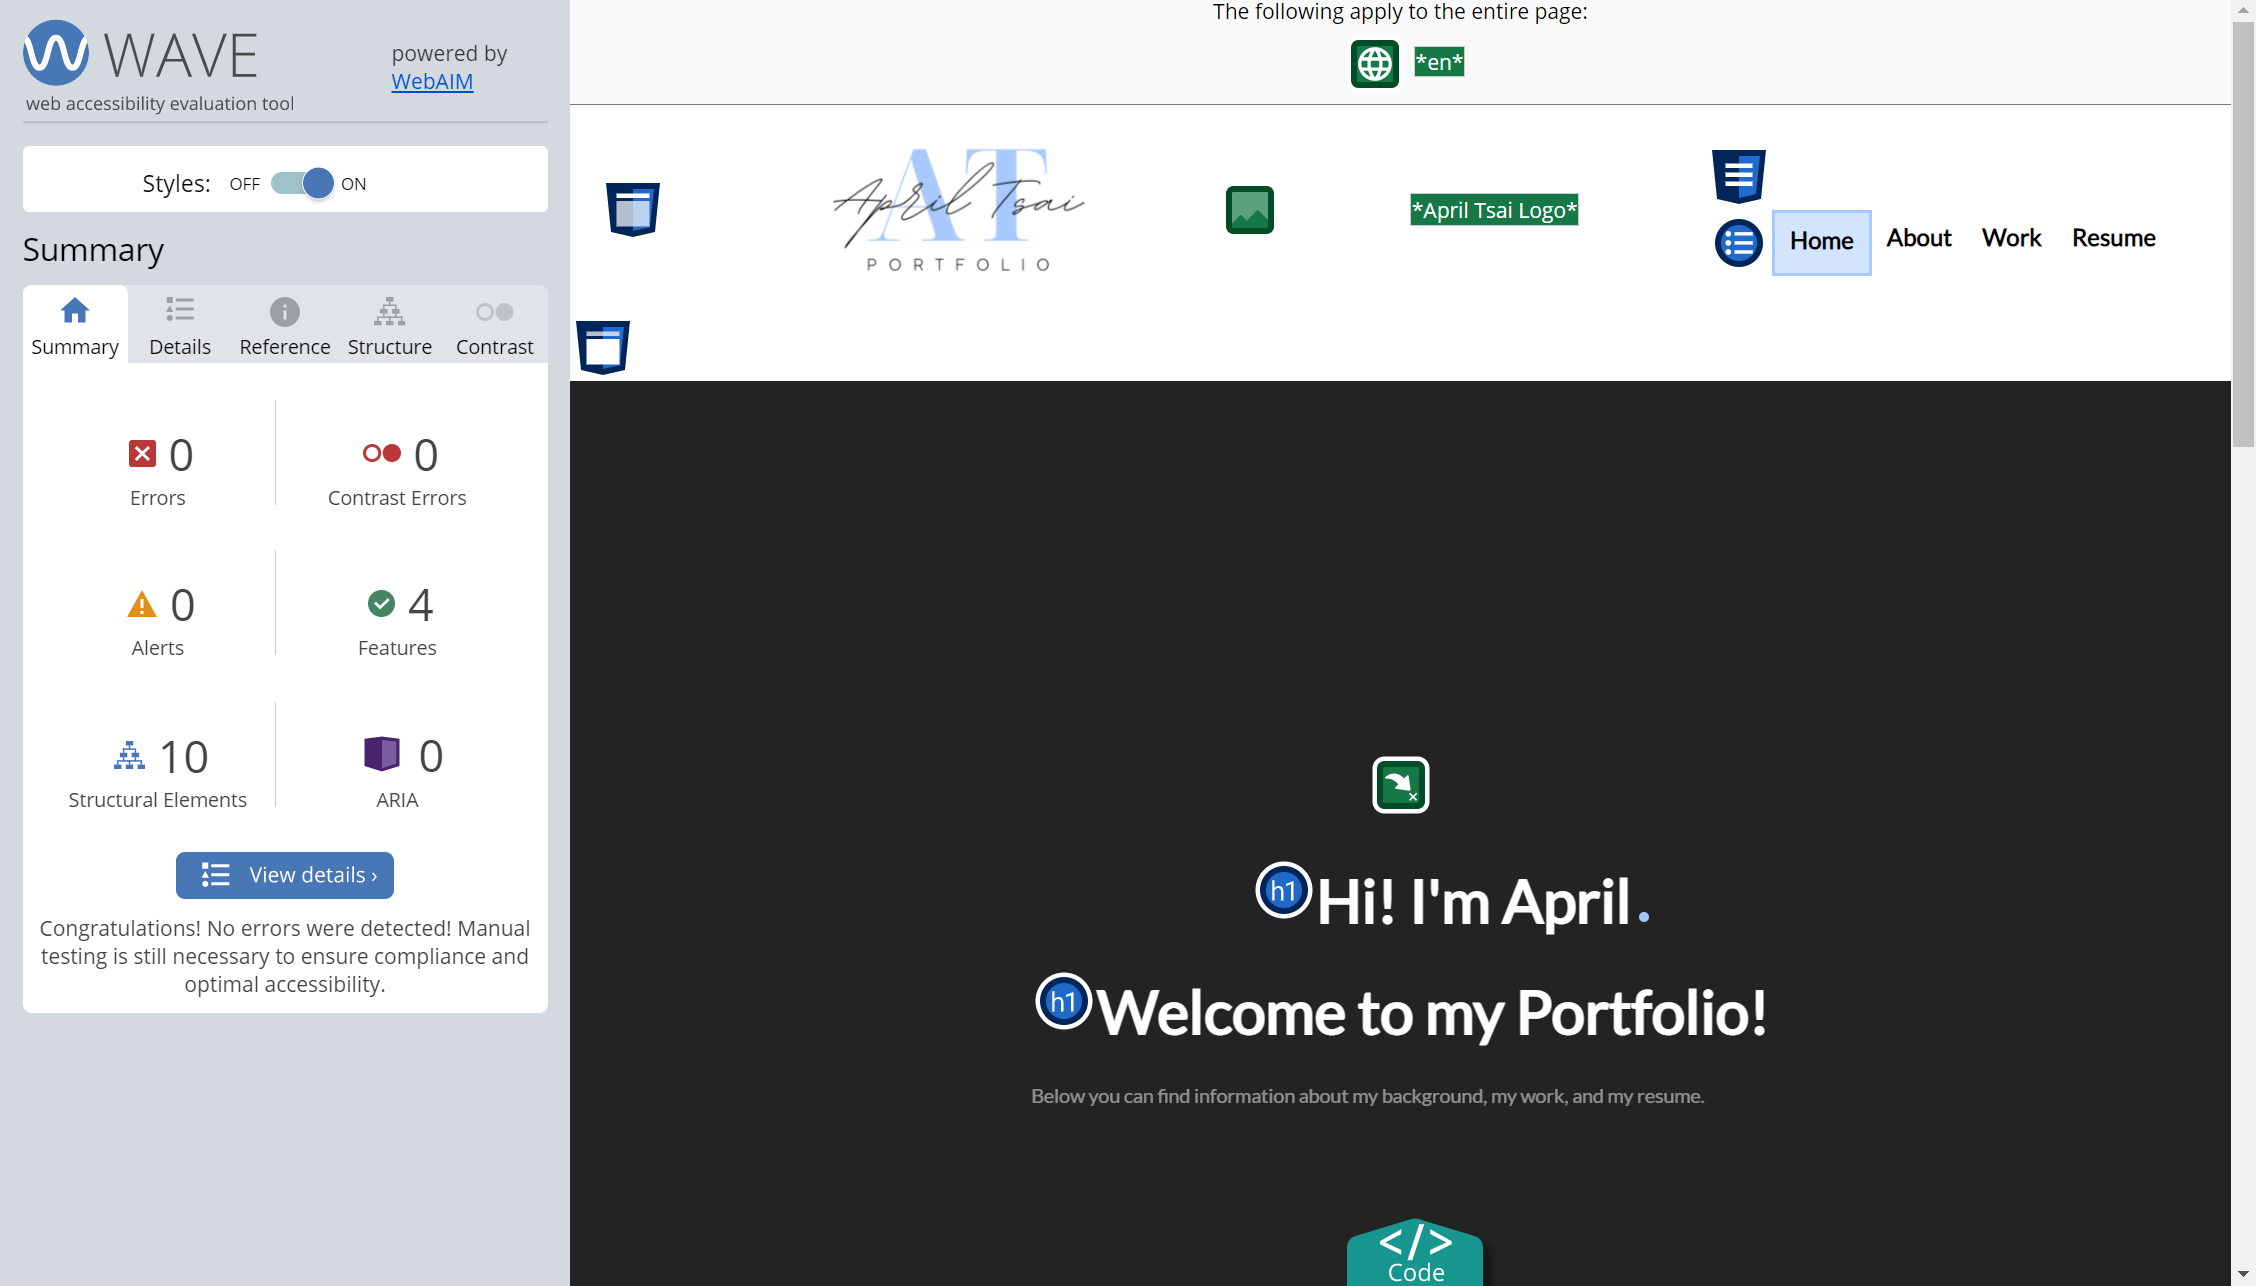 WAVE
powered by
WebAIM
web accessibility evaluation tool
Styles: OFF ON
Summary
Summary Details Reference Structure Contrast
0 0
Errors Contrast Errors
0 4
Alerts Features
10 0
Structural Elements ARIA
View details ›
Congratulations! No errors were detected! Manual
testing is still necessary to ensure compliance and
optimal accessibility.
The following apply to the entire page:
*en*
AT
April Tsai
PORTFOLIO
*April Tsai Logo*
Home About Work Resume
h1 Hi! I'm April.
h1 Welcome to my Portfolio!
Below you can find information about my background, my work, and my resume.
</>
Code